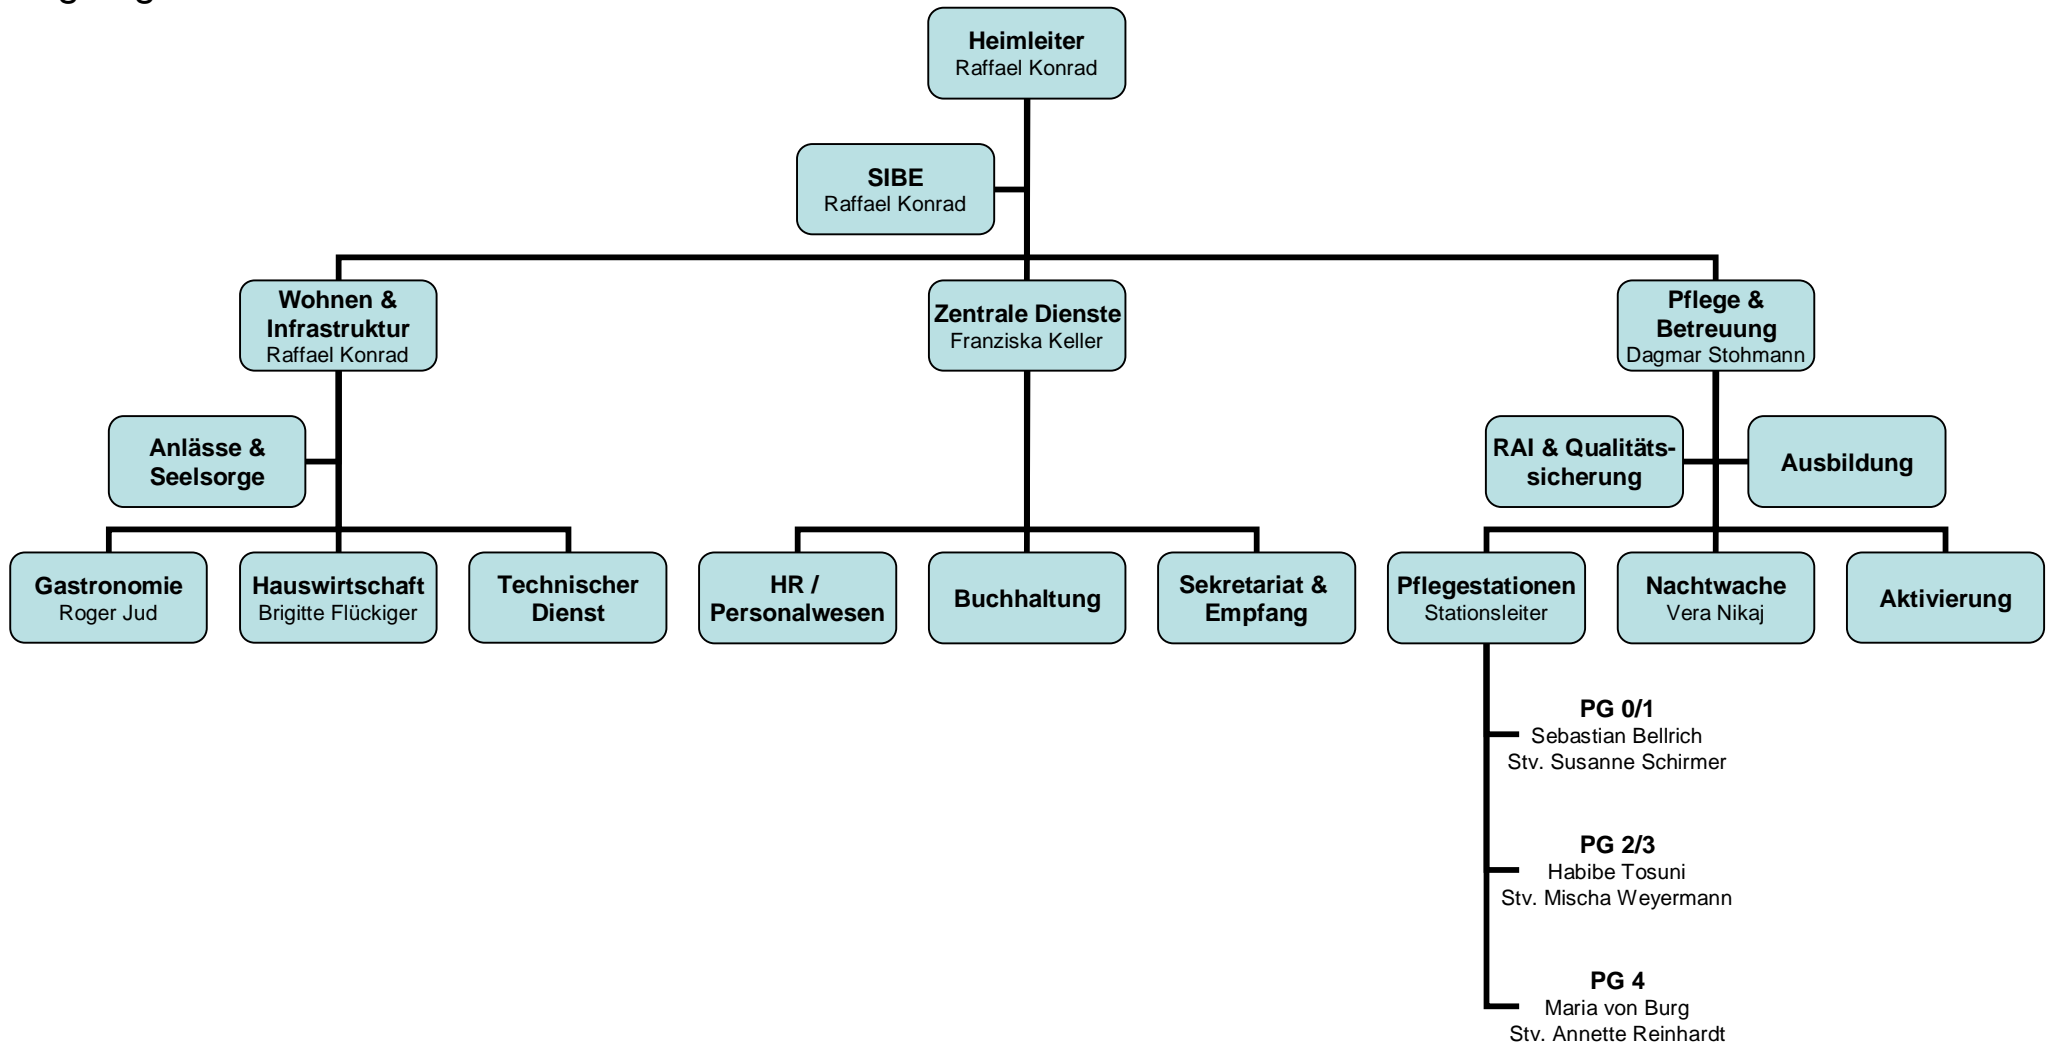 Heimleiter
Raffael Konrad
SIBE
Raffael Konrad
Wohnen &
Infrastruktur
Raffael Konrad
Zentrale Dienste
Franziska Keller
Pflege &
Betreuung
Dagmar Stohmann
Anlässe &
Seelsorge
RAI & Qualitäts-
sicherung
Ausbildung
Gastronomie
Roger Jud
Hauswirtschaft
Brigitte Flückiger
Technischer
Dienst
HR /
Personalwesen
Buchhaltung
Sekretariat &
Empfang
Pflegestationen
Stationsleiter
Nachtwache
Vera Nikaj
Aktivierung
PG 0/1
Sebastian Bellrich
Stv. Susanne Schirmer
PG 2/3
Habibe Tosuni
Stv. Mischa Weyermann
PG 4
Maria von Burg
Stv. Annette Reinhardt